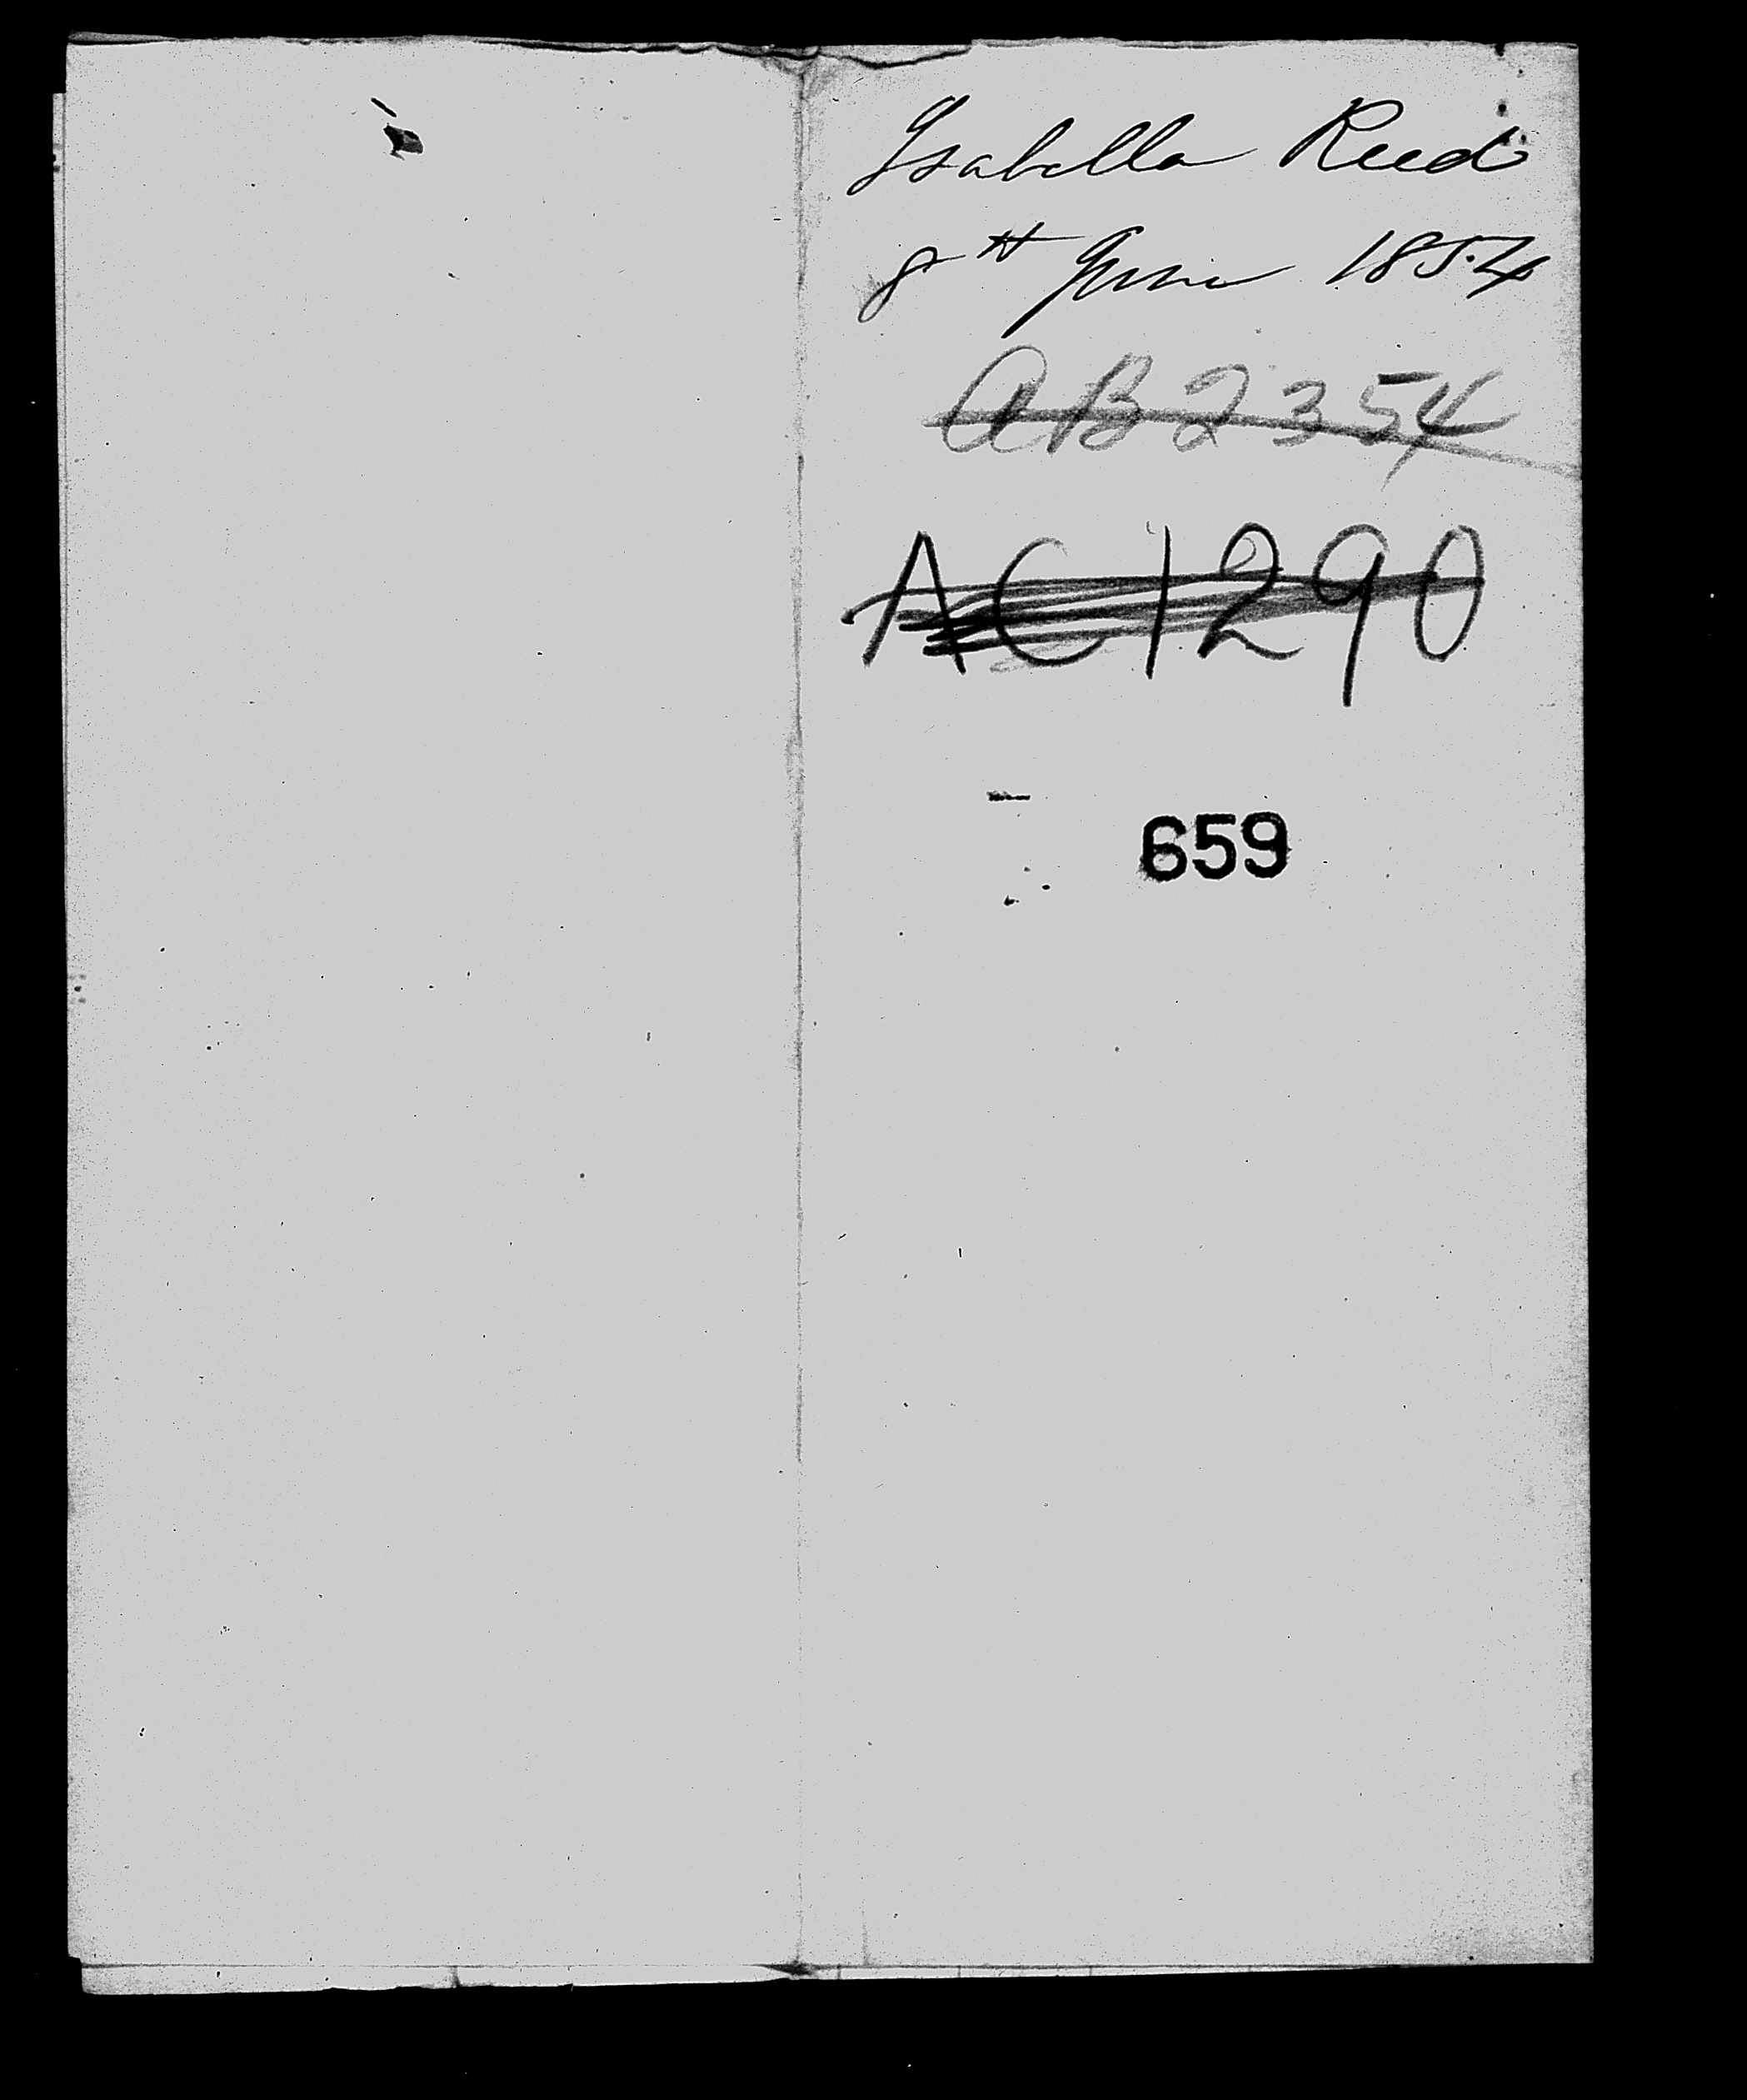 Isabella Reed
8th June 1854
AB2354
AC1290
659